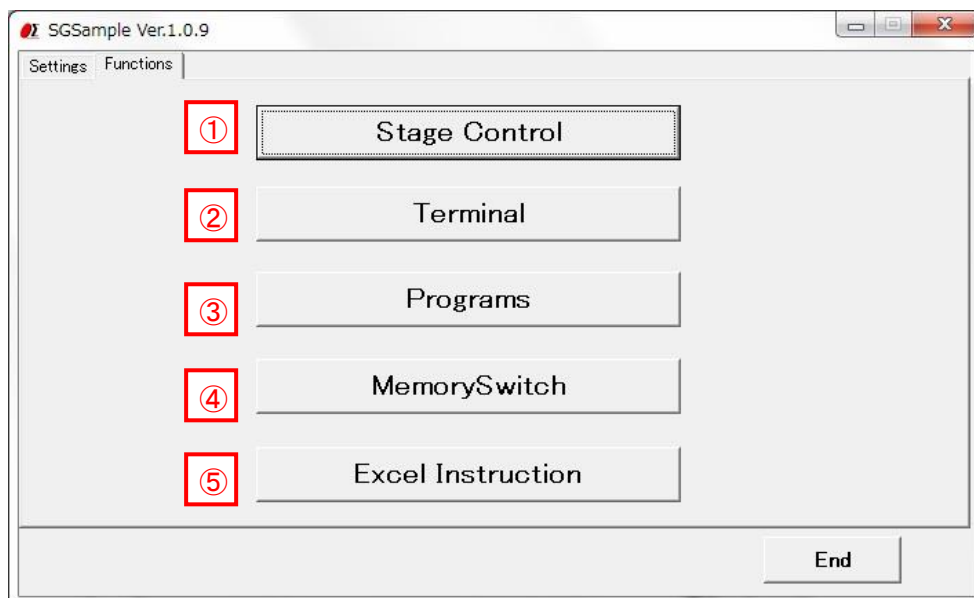 SGSample Ver.1.0.9
Settings Functions
① Stage Control
② Terminal
③ Programs
④ MemorySwitch
⑤ Excel Instruction
End